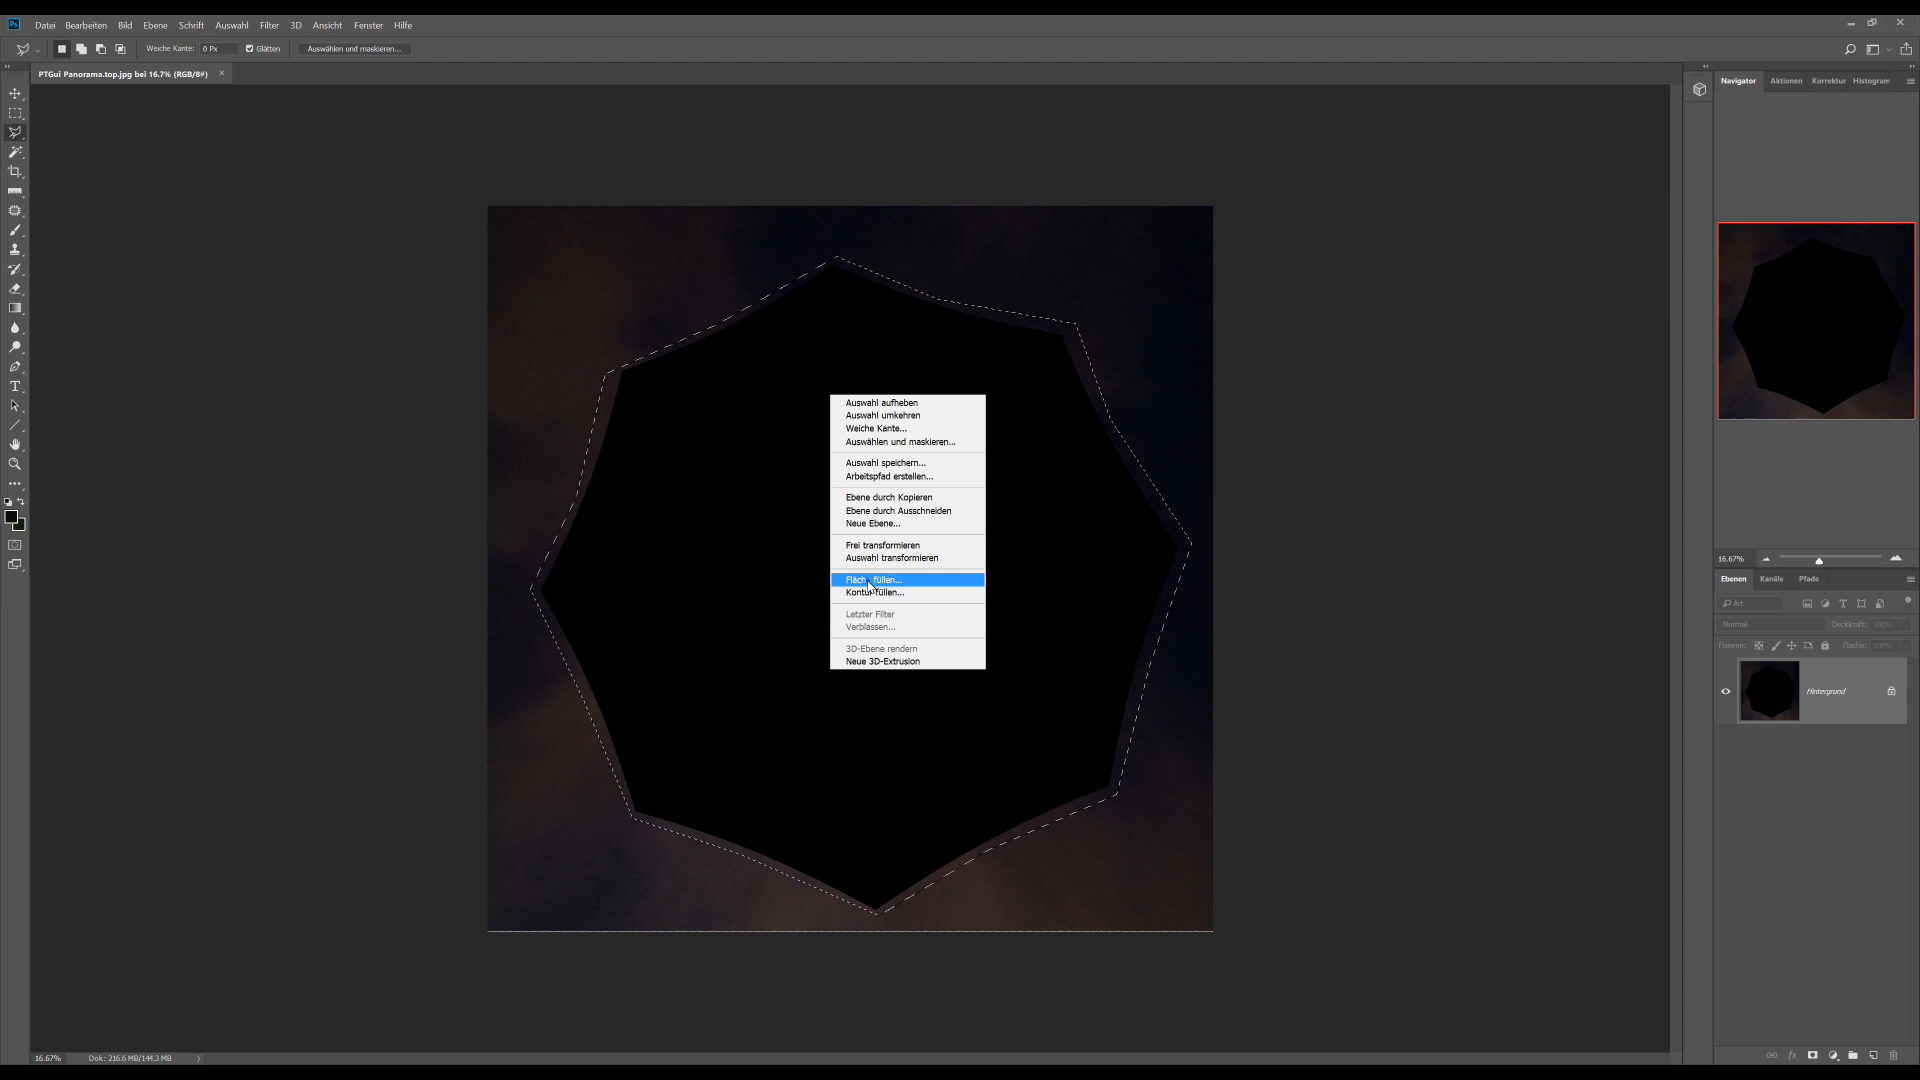 Ps Datei Bearbeiten Bild Ebene Schrift Auswahl Filter 3D Ansicht Fenster Hilfe
Weiche Kante: 0 Px Glätten Auswählen und maskieren...
PTGui Panorama.top.jpg bei 16.7% (RGB/8#)
Navigator Aktionen Korrektur Histogram
Auswahl aufheben
Auswahl umkehren
Weiche Kante...
Auswählen und maskieren...
Auswahl speichern...
Arbeitspfad erstellen...
Ebene durch Kopieren
Ebene durch Ausschneiden
Neue Ebene...
Frei transformieren
Auswahl transformieren
Fläche füllen...
Kontur füllen...
Letzter Filter
Verblassen...
3D-Ebene rendern
Neue 3D-Extrusion
16.67%
Ebenen Kanäle Pfade
Art
Normal Deckkraft: 100%
Fixieren: Fläche: 100%
Hintergrund
16.67% Dok: 216.6 MB/144.3 MB